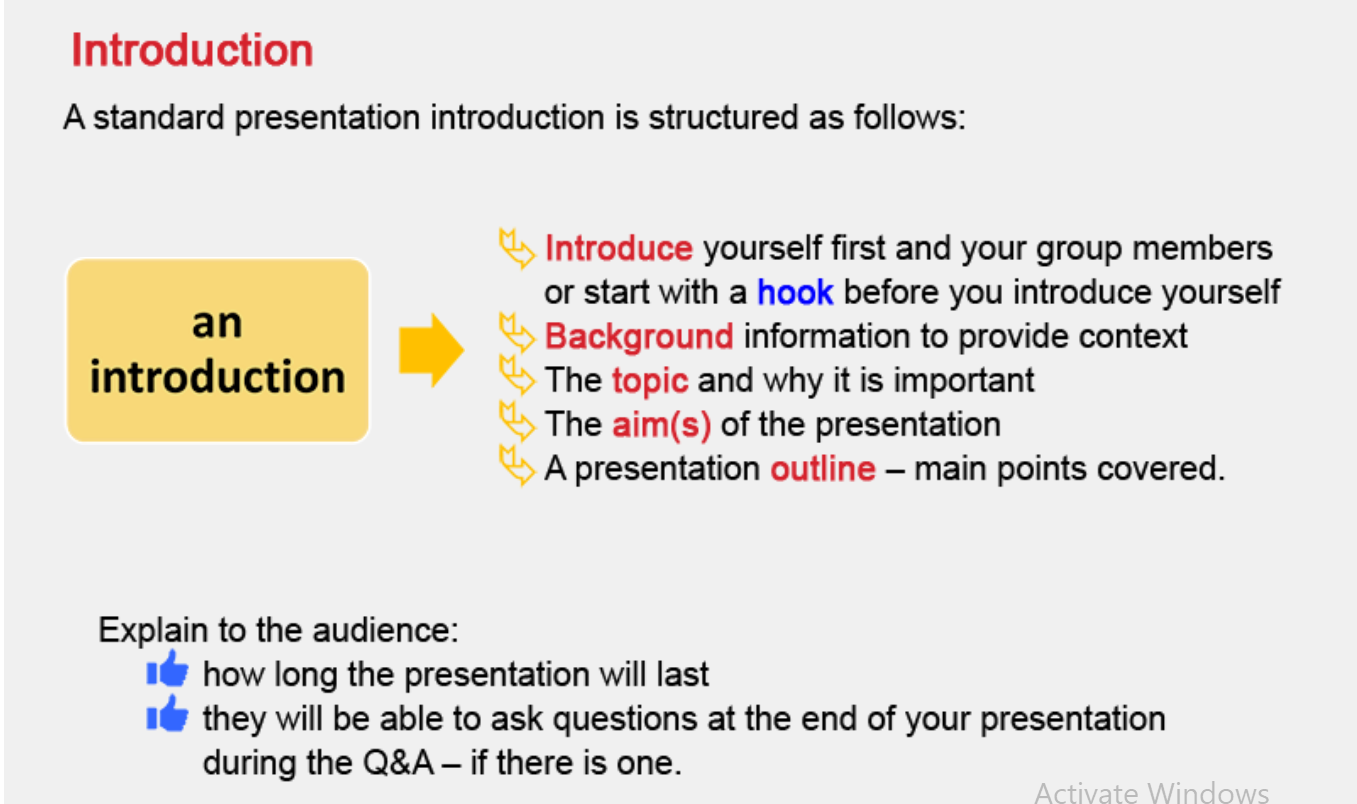 Introduction
A standard presentation introduction is structured as follows:
an
introduction
Introduce yourself first and your group members
or start with a hook before you introduce yourself
Background information to provide context
The topic and why it is important
The aim(s) of the presentation
A presentation outline – main points covered.
Explain to the audience:
how long the presentation will last
they will be able to ask questions at the end of your presentation
during the Q&A – if there is one.
Activate Windows